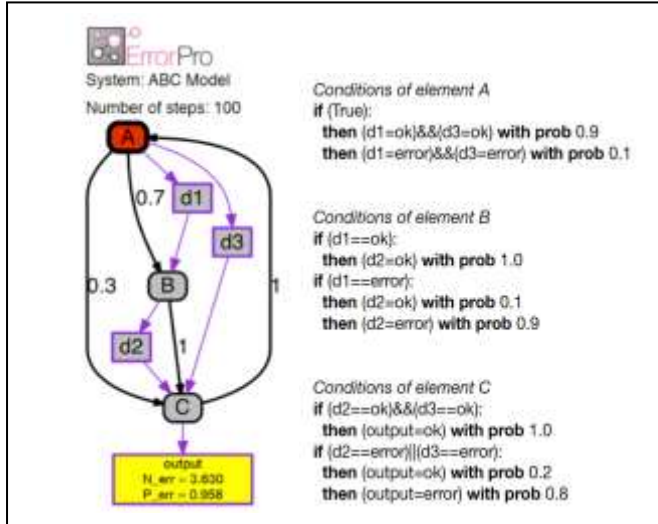 ErrorPro
System: ABC Model
Number of steps: 100
A
0.7
d1
d3
0.3
1
B
d2
1
C
output
N_err = 3.630
P_err = 0.958
Conditions of element A
if (True):
then (d1=ok)&&(d3=ok) with prob 0.9
then (d1=error)&&(d3=error) with prob 0.1
Conditions of element B
if (d1==ok):
then (d2=ok) with prob 1.0
if (d1==error):
then (d2=ok) with prob 0.1
then (d2=error) with prob 0.9
Conditions of element C
if (d2==ok)&&(d3==ok):
then (output=ok) with prob 1.0
if (d2==error)||(d3==error):
then (output=ok) with prob 0.2
then (output=error) with prob 0.8